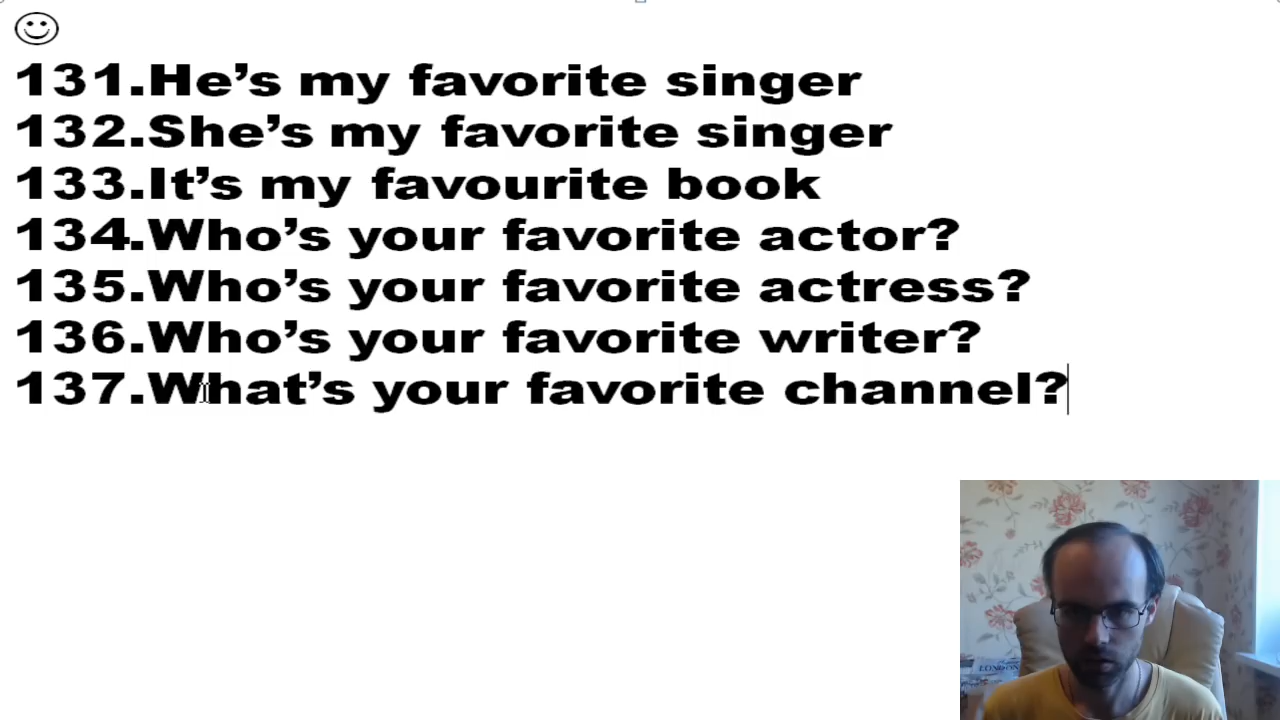 131.He’s my favorite singer
132.She’s my favorite singer
133.It’s my favourite book
134.Who’s your favorite actor?
135.Who’s your favorite actress?
136.Who’s your favorite writer?
137.What’s your favorite channel?
LONDON